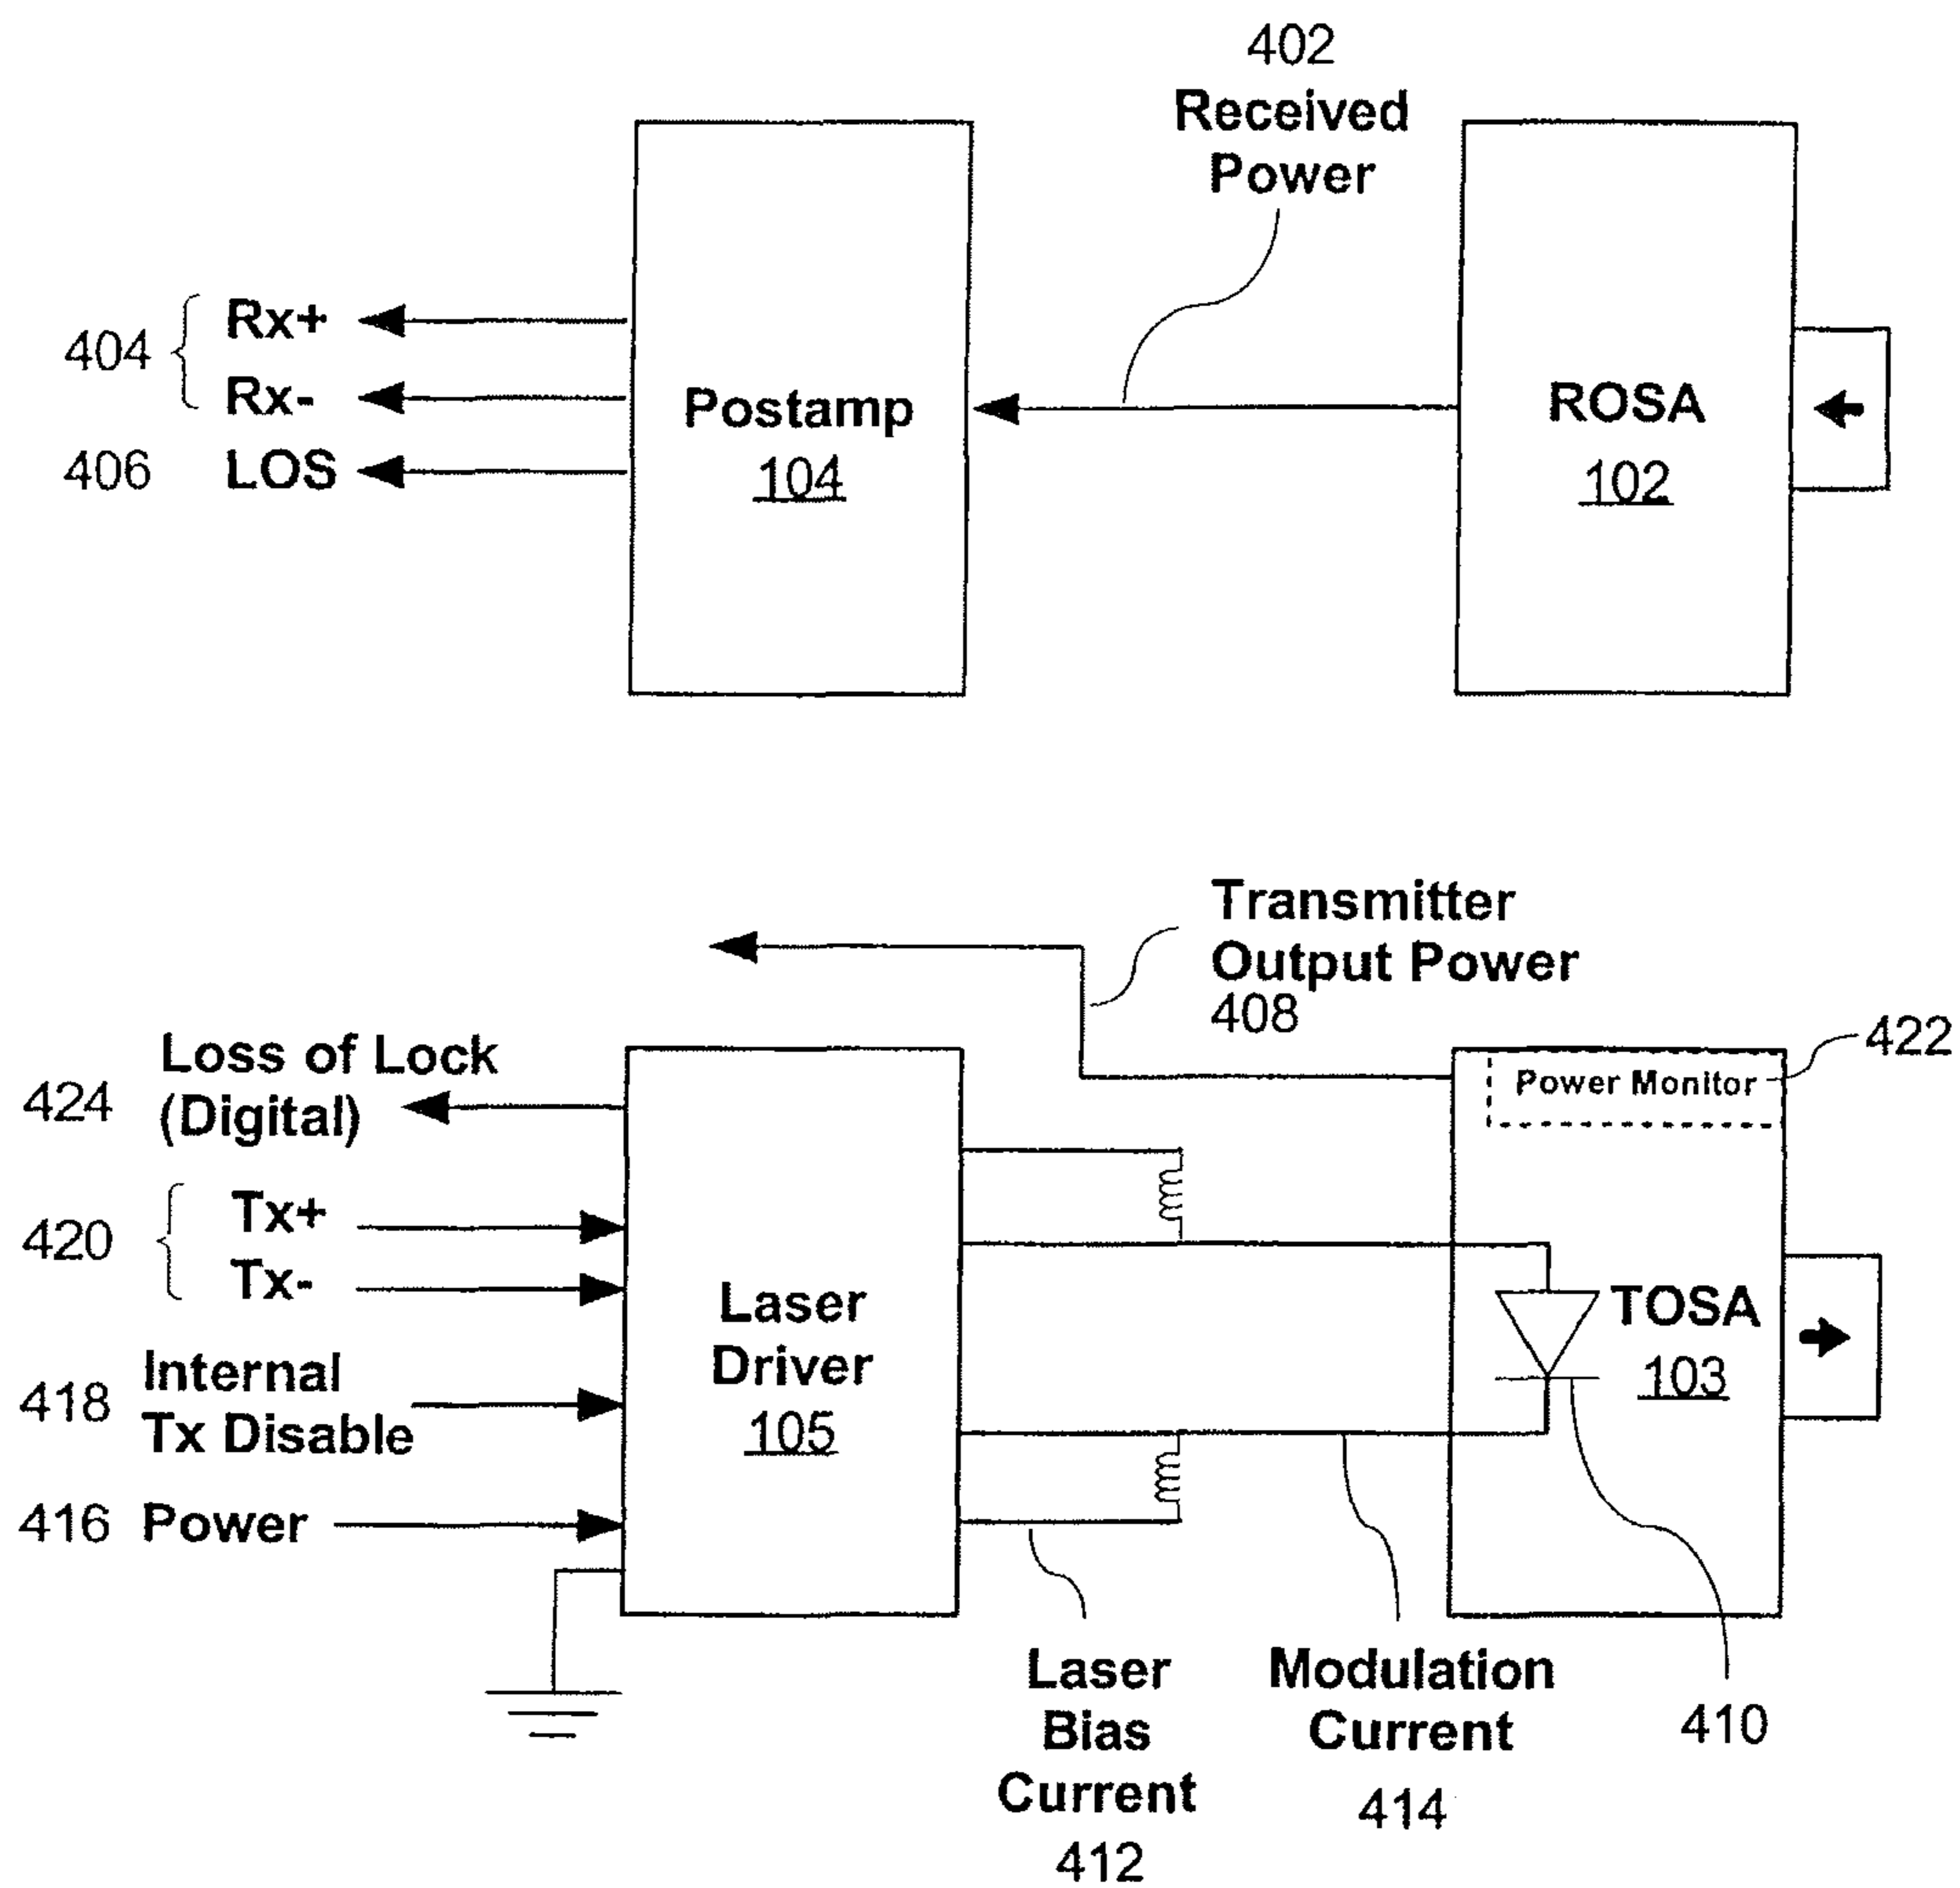 402
Received
Power
404
Rx+
Rx-
406 LOS
Postamp
104
ROSA
102
Transmitter
Output Power
408
422
Power Monitor
Loss of Lock
(Digital)
424
420
Tx+
Tx-
Internal
Tx Disable
418
416 Power
Laser
Driver
105
TOSA
103
Laser
Bias
Current
412
Modulation
Current
414
410